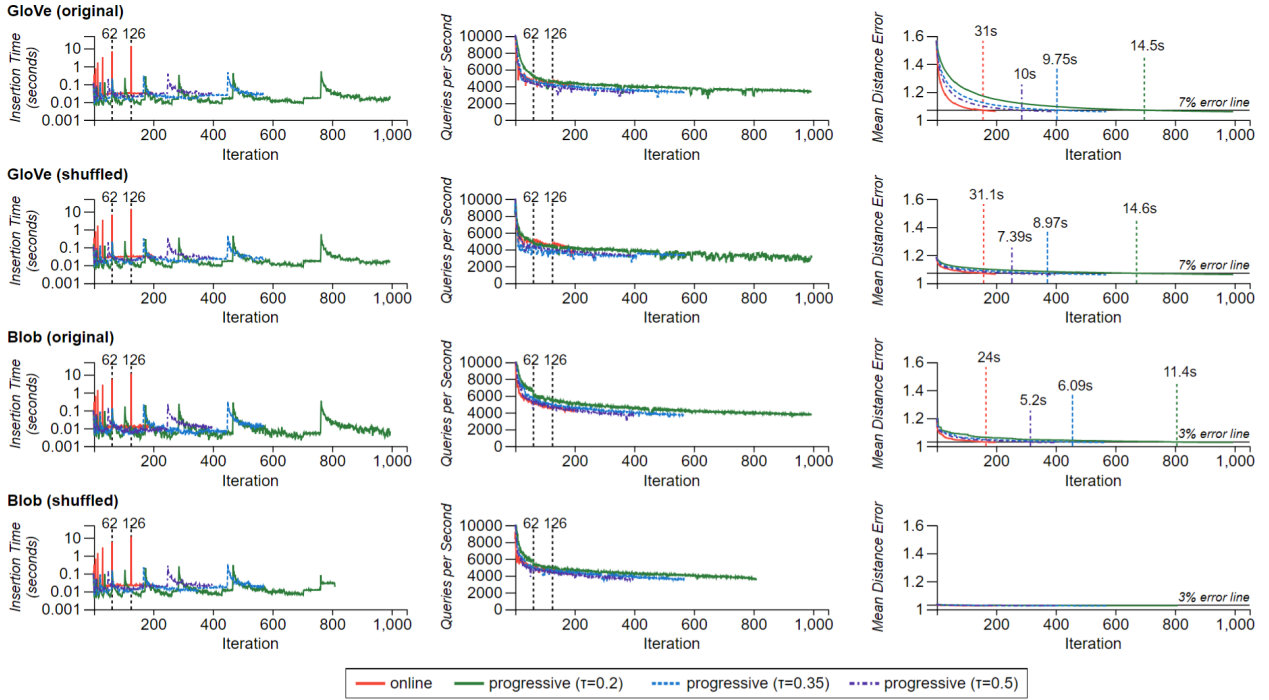 GloVe (original)
Insertion Time
(seconds)
10
1
0.1
0.01
0.001
62 126
200 400 600 800 1,000
Iteration
Queries per Second
10000
8000
6000
4000
2000
0
62 126
200 400 600 800 1,000
Iteration
Mean Distance Error
1.6
1.4
1.2
1
31s
10s
9.75s
14.5s
7% error line
200 400 600 800 1,000
Iteration
GloVe (shuffled)
Insertion Time
(seconds)
10
1
0.1
0.01
0.001
62 126
200 400 600 800 1,000
Iteration
Queries per Second
10000
8000
6000
4000
2000
0
62 126
200 400 600 800 1,000
Iteration
Mean Distance Error
1.6
1.4
1.2
1
31.1s
7.39s
8.97s
14.6s
7% error line
200 400 600 800 1,000
Iteration
Blob (original)
Insertion Time
(seconds)
10
1
0.1
0.01
0.001
62 126
200 400 600 800 1,000
Iteration
Queries per Second
10000
8000
6000
4000
2000
0
62 126
200 400 600 800 1,000
Iteration
Mean Distance Error
1.6
1.4
1.2
1
24s
5.2s
6.09s
11.4s
3% error line
200 400 600 800 1,000
Iteration
Blob (shuffled)
Insertion Time
(seconds)
10
1
0.1
0.01
0.001
62 126
200 400 600 800 1,000
Iteration
Queries per Second
10000
8000
6000
4000
2000
0
62 126
200 400 600 800 1,000
Iteration
Mean Distance Error
1.6
1.4
1.2
1
3% error line
200 400 600 800 1,000
Iteration
online progressive (τ=0.2) progressive (τ=0.35) progressive (τ=0.5)